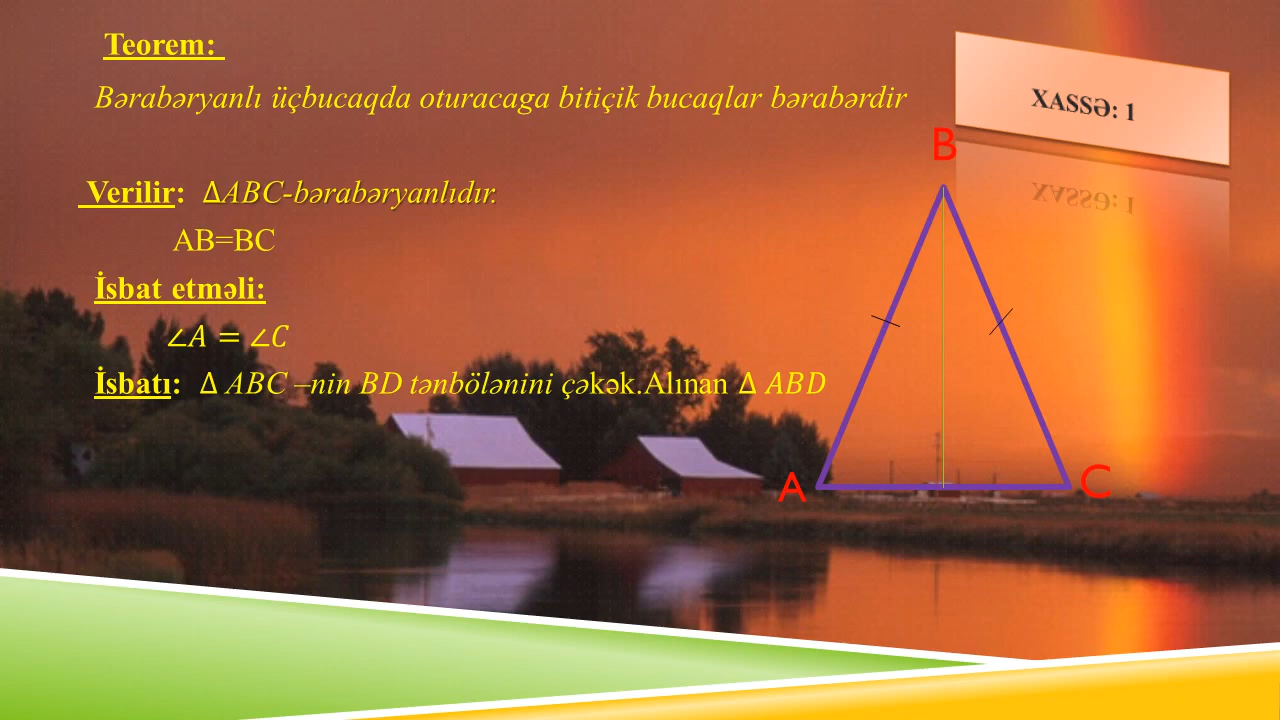 Teorem:
Bərabəryanlı üçbucaqda oturacaga bitiçik bucaqlar bərabərdir
XASSƏ: 1
B
Verilir: ∆ABC-bərabəryanlıdır.
AB=BC
İsbat etməli:
∠𝐴 = ∠𝐶
İsbatı: ∆ ABC –nin BD tənbölənini çəkək.Alınan ∆ 𝐴𝐵𝐷
A
C